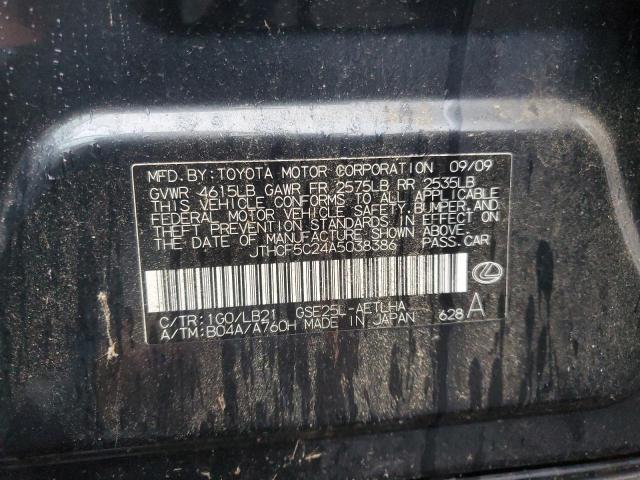 MFD. BY: TOYOTA MOTOR CORPORATION 09/09
GVWR 4615LB GAWR FR 2575LB RR 2535LB
THIS VEHICLE CONFORMS TO ALL APPLICABLE
FEDERAL MOTOR VEHICLE SAFETY, BUMPER, AND
THEFT PREVENTION STANDARDS IN EFFECT ON
THE DATE OF MANUFACTURE SHOWN ABOVE.
JTHCF5C24A5038386 PASS. CAR
C/TR: 1G0/LB21 GSE25L-AETLHA
A/TM: B04A/A760H MADE IN JAPAN 628 A